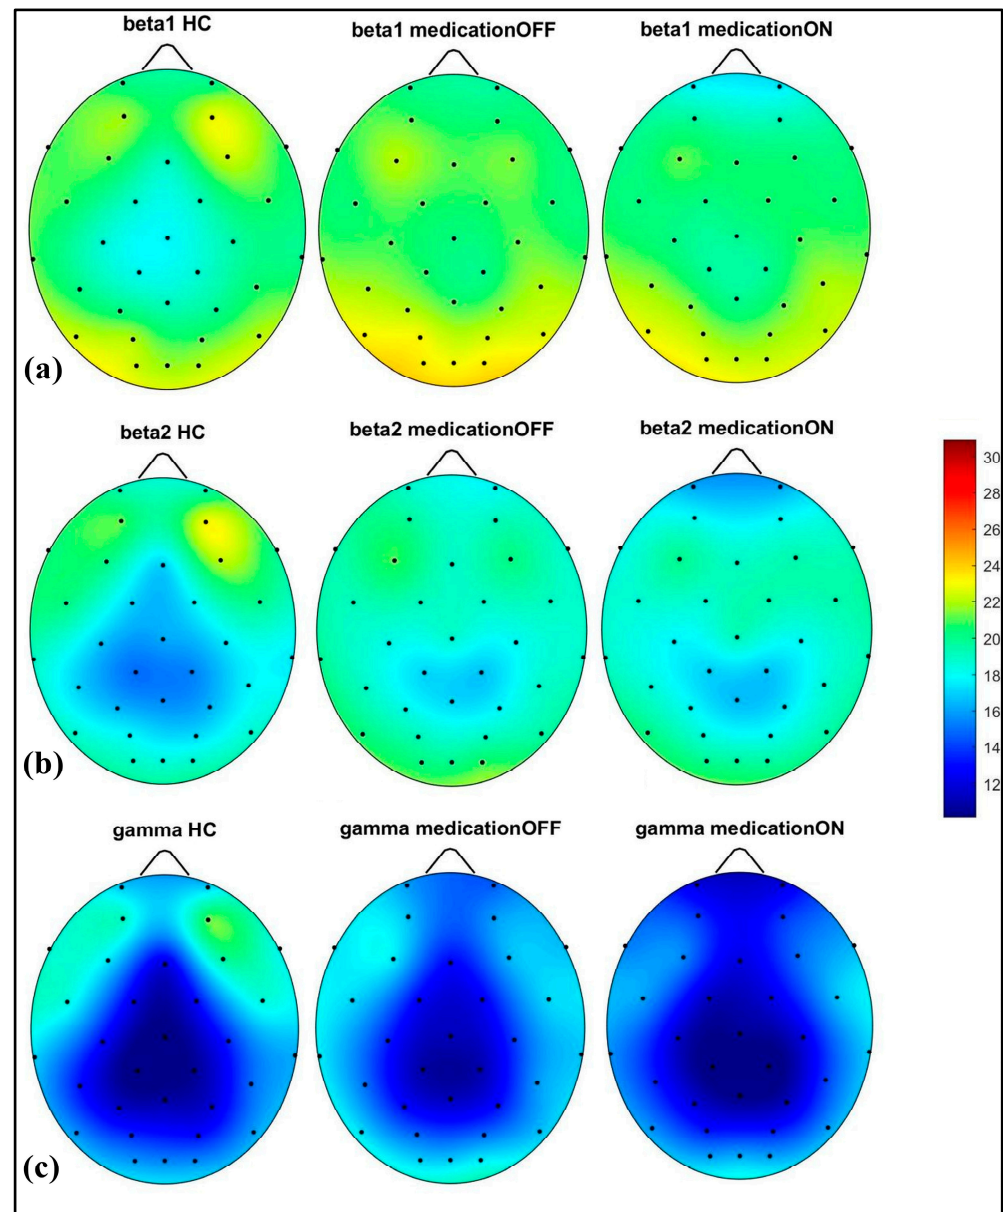 beta1 HC
beta1 medicationOFF
beta1 medicationON
(a)
beta2 HC
beta2 medicationOFF
beta2 medicationON
30
28
26
24
22
20
18
16
14
12
(b)
gamma HC
gamma medicationOFF
gamma medicationON
(c)